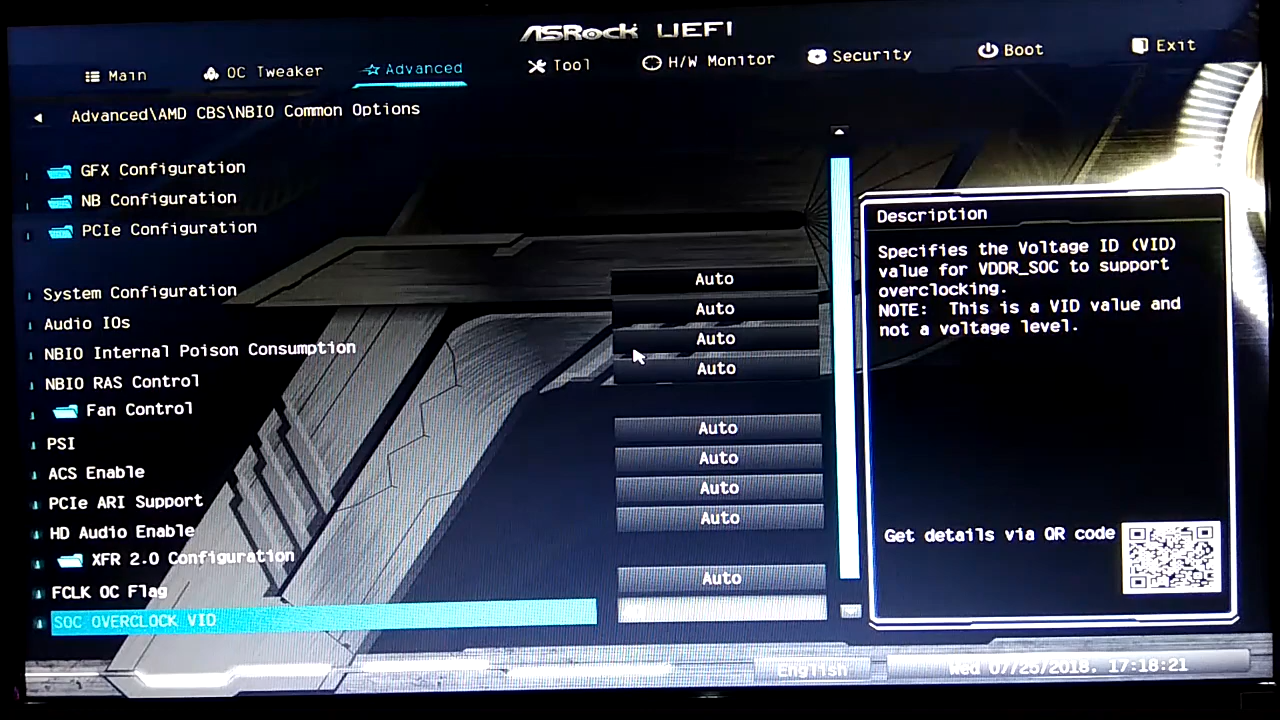 ASRock UEFI
Main
OC Tweaker
Advanced
Tool
H/W Monitor
Security
Boot
Exit
Advanced\AMD CBS\NBIO Common Options
GFX Configuration
NB Configuration
PCIe Configuration
System Configuration Auto
Audio IOs Auto
NBIO Internal Poison Consumption Auto
NBIO RAS Control Auto
Fan Control
PSI Auto
ACS Enable Auto
PCIe ARI Support Auto
HD Audio Enable Auto
XFR 2.0 Configuration
FCLK OC Flag Auto
SOC OVERCLOCK VID
Description
Specifies the Voltage ID (VID)
value for VDDR_SOC to support
overclocking.
NOTE: This is a VID value and
not a voltage level.
Get details via QR code
English
Wed 07/25/2018, 17:18:21